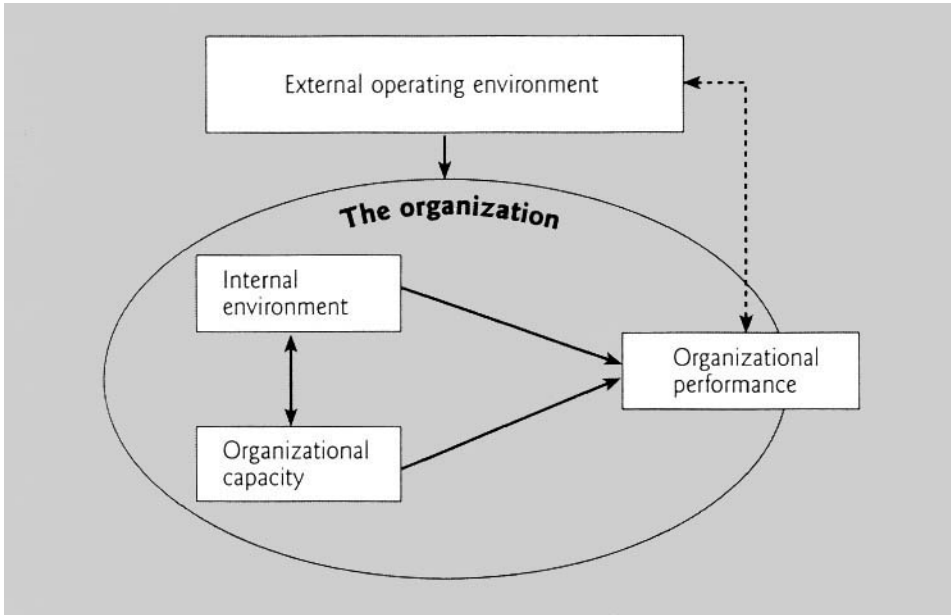 External operating environment
The organization
Internal
environment
Organizational
performance
Organizational
capacity